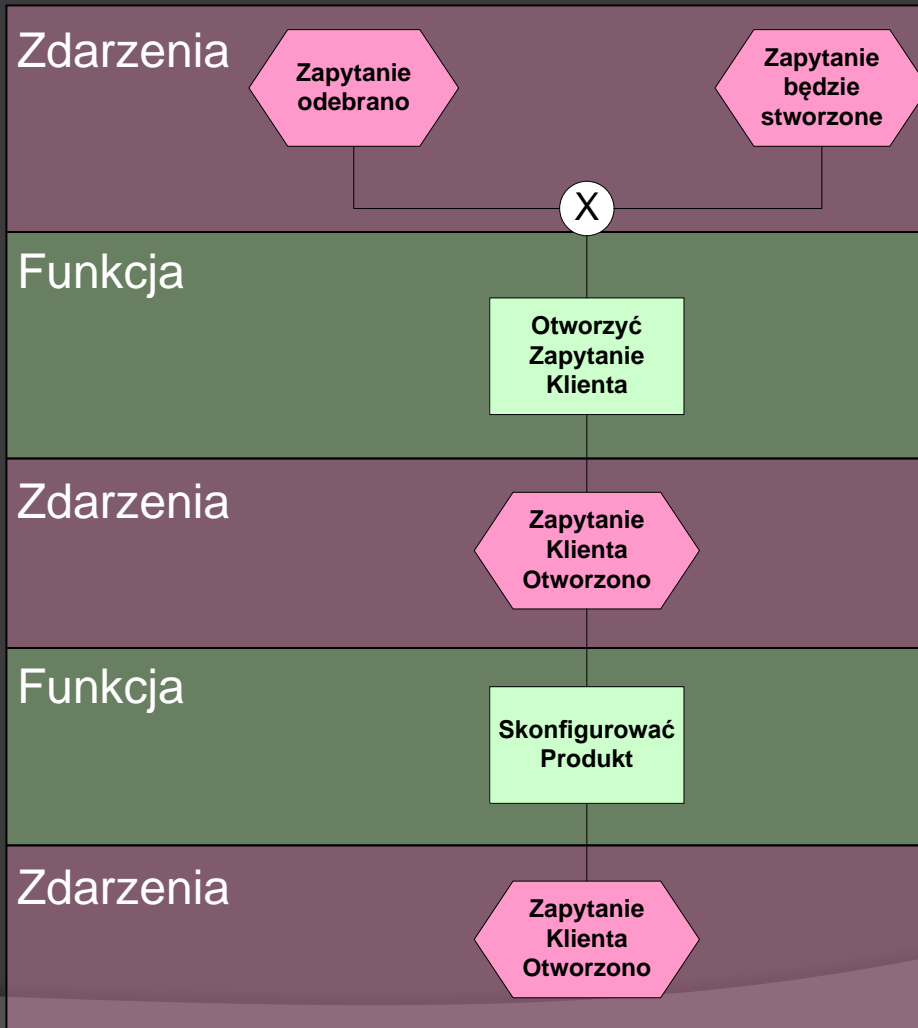 Zdarzenia
Zapytanie
odebrano
Zapytanie
będzie
stworzone
X
Funkcja
Otworzyć
Zapytanie
Klienta
Zdarzenia
Zapytanie
Klienta
Otworzono
Funkcja
Skonfigurować
Produkt
Zdarzenia
Zapytanie
Klienta
Otworzono